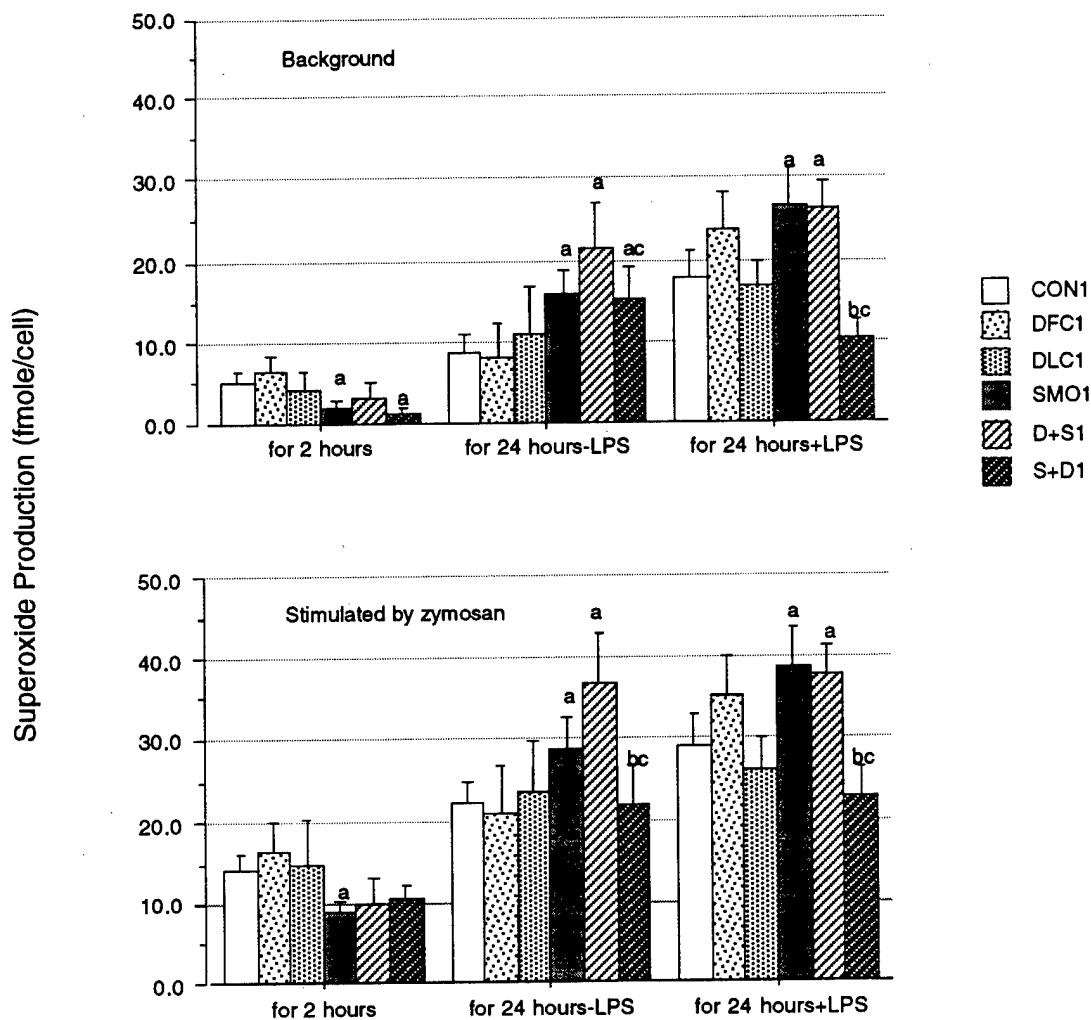 Superoxide Production (fmole/cell)
50.0
40.0
30.0
20.0
10.0
0.0
Background
a
a
a
a
ac
a
a
bc
for 2 hours
for 24 hours-LPS
for 24 hours+LPS
CON1
DFC1
DLC1
SMO1
D+S1
S+D1
50.0
40.0
30.0
20.0
10.0
0.0
Stimulated by zymosan
a
a
a
bc
a
a
bc
for 2 hours
for 24 hours-LPS
for 24 hours+LPS